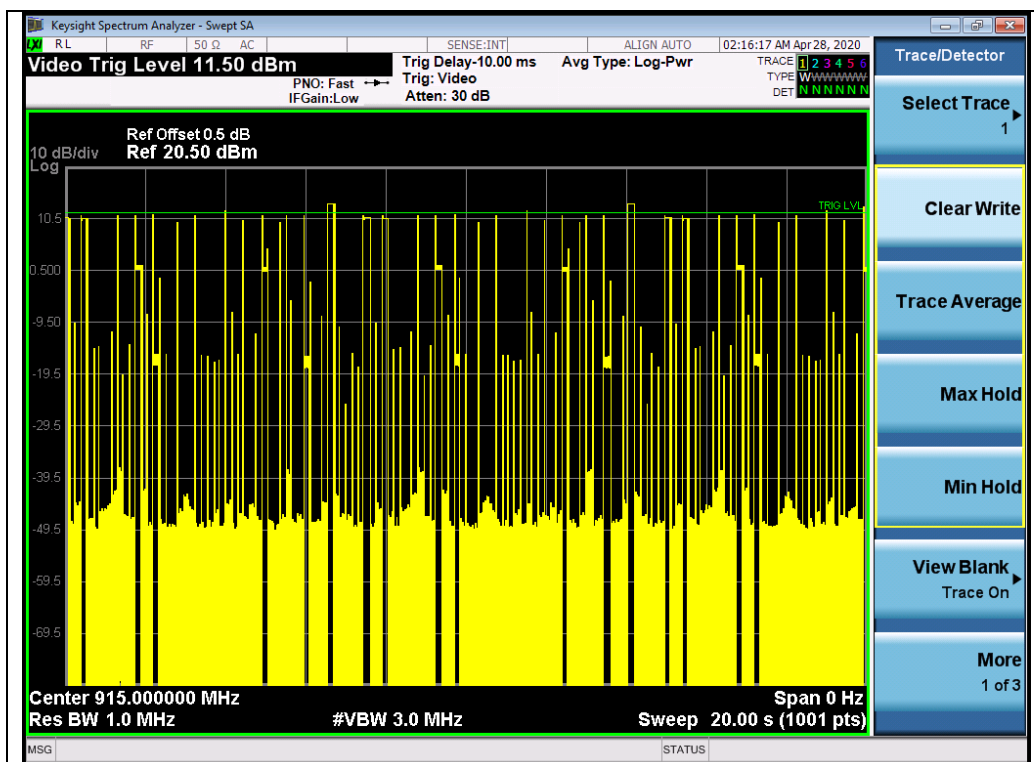 Keysight Spectrum Analyzer - Swept SA
LXI RL RF 50 Ω AC SENSE:INT ALIGN AUTO 02:16:17 AM Apr 28, 2020
Video Trig Level 11.50 dBm
PNO: Fast
IFGain:Low
Trig Delay-10.00 ms
Trig: Video
Atten: 30 dB
Avg Type: Log-Pwr
TRACE 1 2 3 4 5 6
TYPE WWWWWW
DET N N N N N N
Ref Offset 0.5 dB
10 dB/div Ref 20.50 dBm
Log
TRIG LVL
10.5
0.500
-9.50
-19.5
-29.5
-39.5
-49.5
-59.5
-69.5
Center 915.000000 MHz Span 0 Hz
Res BW 1.0 MHz #VBW 3.0 MHz Sweep 20.00 s (1001 pts)
MSG STATUS
Trace/Detector
Select Trace
1
Clear Write
Trace Average
Max Hold
Min Hold
View Blank
Trace On
More
1 of 3